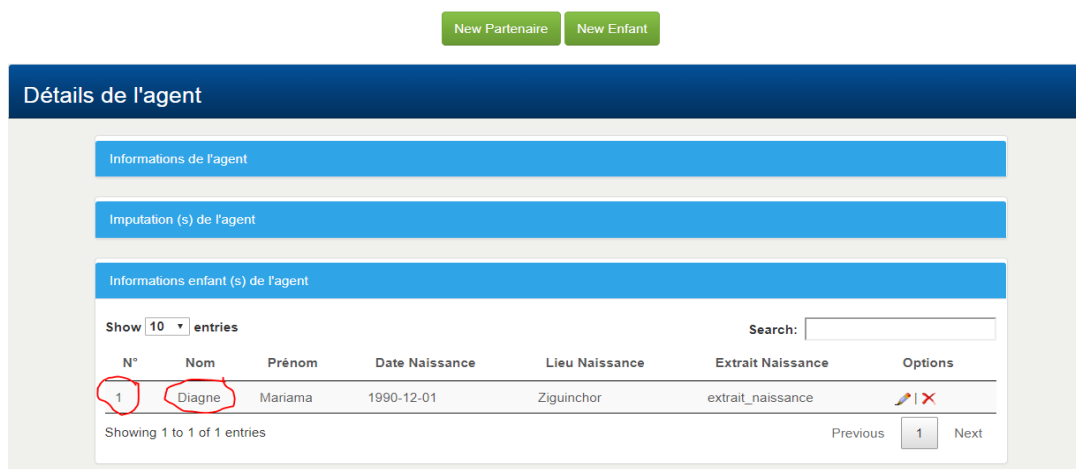 New Partenaire New Enfant
Détails de l'agent
Informations de l'agent
Imputation (s) de l'agent
Informations enfant (s) de l'agent
Show 10 entries Search:
N° Nom Prénom Date Naissance Lieu Naissance Extrait Naissance Options
1 Diagne Mariama 1990-12-01 Ziguinchor extrait_naissance |
Showing 1 to 1 of 1 entries Previous 1 Next